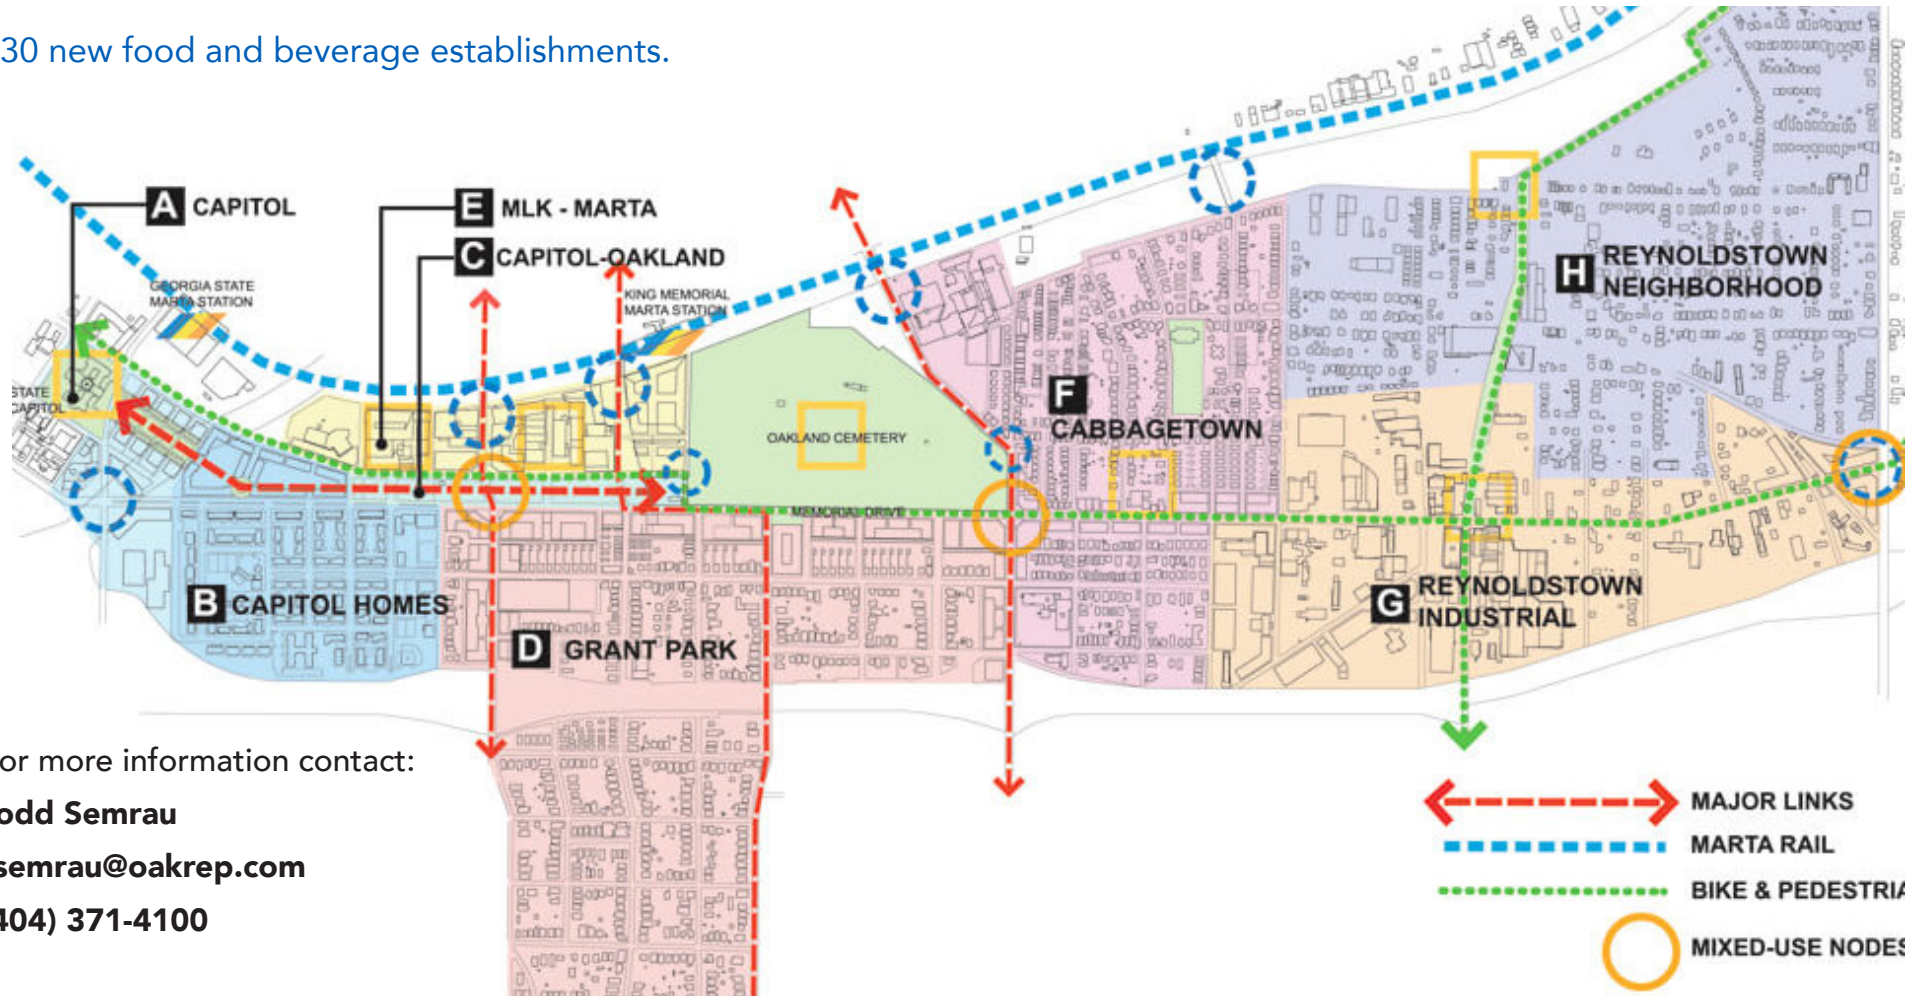 30 new food and beverage establishments.
A CAPITOL
E MLK - MARTA
C CAPITOL-OAKLAND
GEORGIA STATE
MARTA STATION
KING MEMORIAL
MARTA STATION
STATE
CAPITOL
OAKLAND CEMETERY
MEMORIAL DRIVE
F
CABBAGETOWN
H REYNOLDSTOWN
NEIGHBORHOOD
B CAPITOL HOMES
D GRANT PARK
G REYNOLDSTOWN
INDUSTRIAL
or more information contact:
odd Semrau
semrau@oakrep.com
404) 371-4100
MAJOR LINKS
MARTA RAIL
BIKE & PEDESTRIA
MIXED-USE NODES